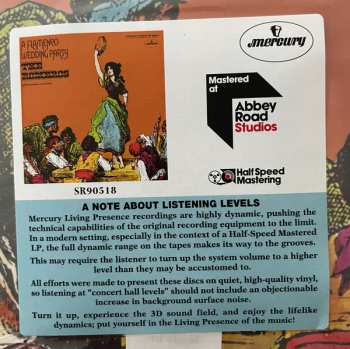 A FLAMENCO
WEDDING PARTY
THE ROMEROS
mercury
Mastered
at
Abbey
Road
Studios
Half Speed
Mastering
SR90518
A NOTE ABOUT LISTENING LEVELS
Mercury Living Presence recordings are highly dynamic, pushing the
technical capabilities of the original recording equipment to the limit.
In a modern setting, especially in the context of a Half-Speed Mastered
LP, the full dynamic range on the tapes makes its way to the grooves.
This may require the listener to turn up the system volume to a higher
level than they may be accustomed to.
All efforts were made to present these discs on quiet, high-quality vinyl,
so listening at "concert hall levels" should not include an objectionable
increase in background surface noise.
Turn it up, experience the 3D sound field, and enjoy the lifelike
dynamics; put yourself in the Living Presence of the music!